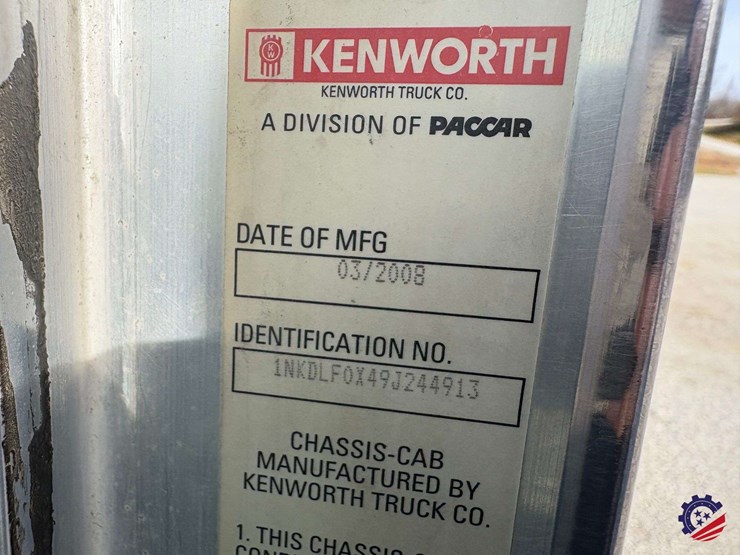 KW
KENWORTH
KENWORTH TRUCK CO.
A DIVISION OF PACCAR
DATE OF MFG
03/2008
IDENTIFICATION NO.
1NKDLF0X49J244913
CHASSIS-CAB
MANUFACTURED BY
KENWORTH TRUCK CO.
1. THIS